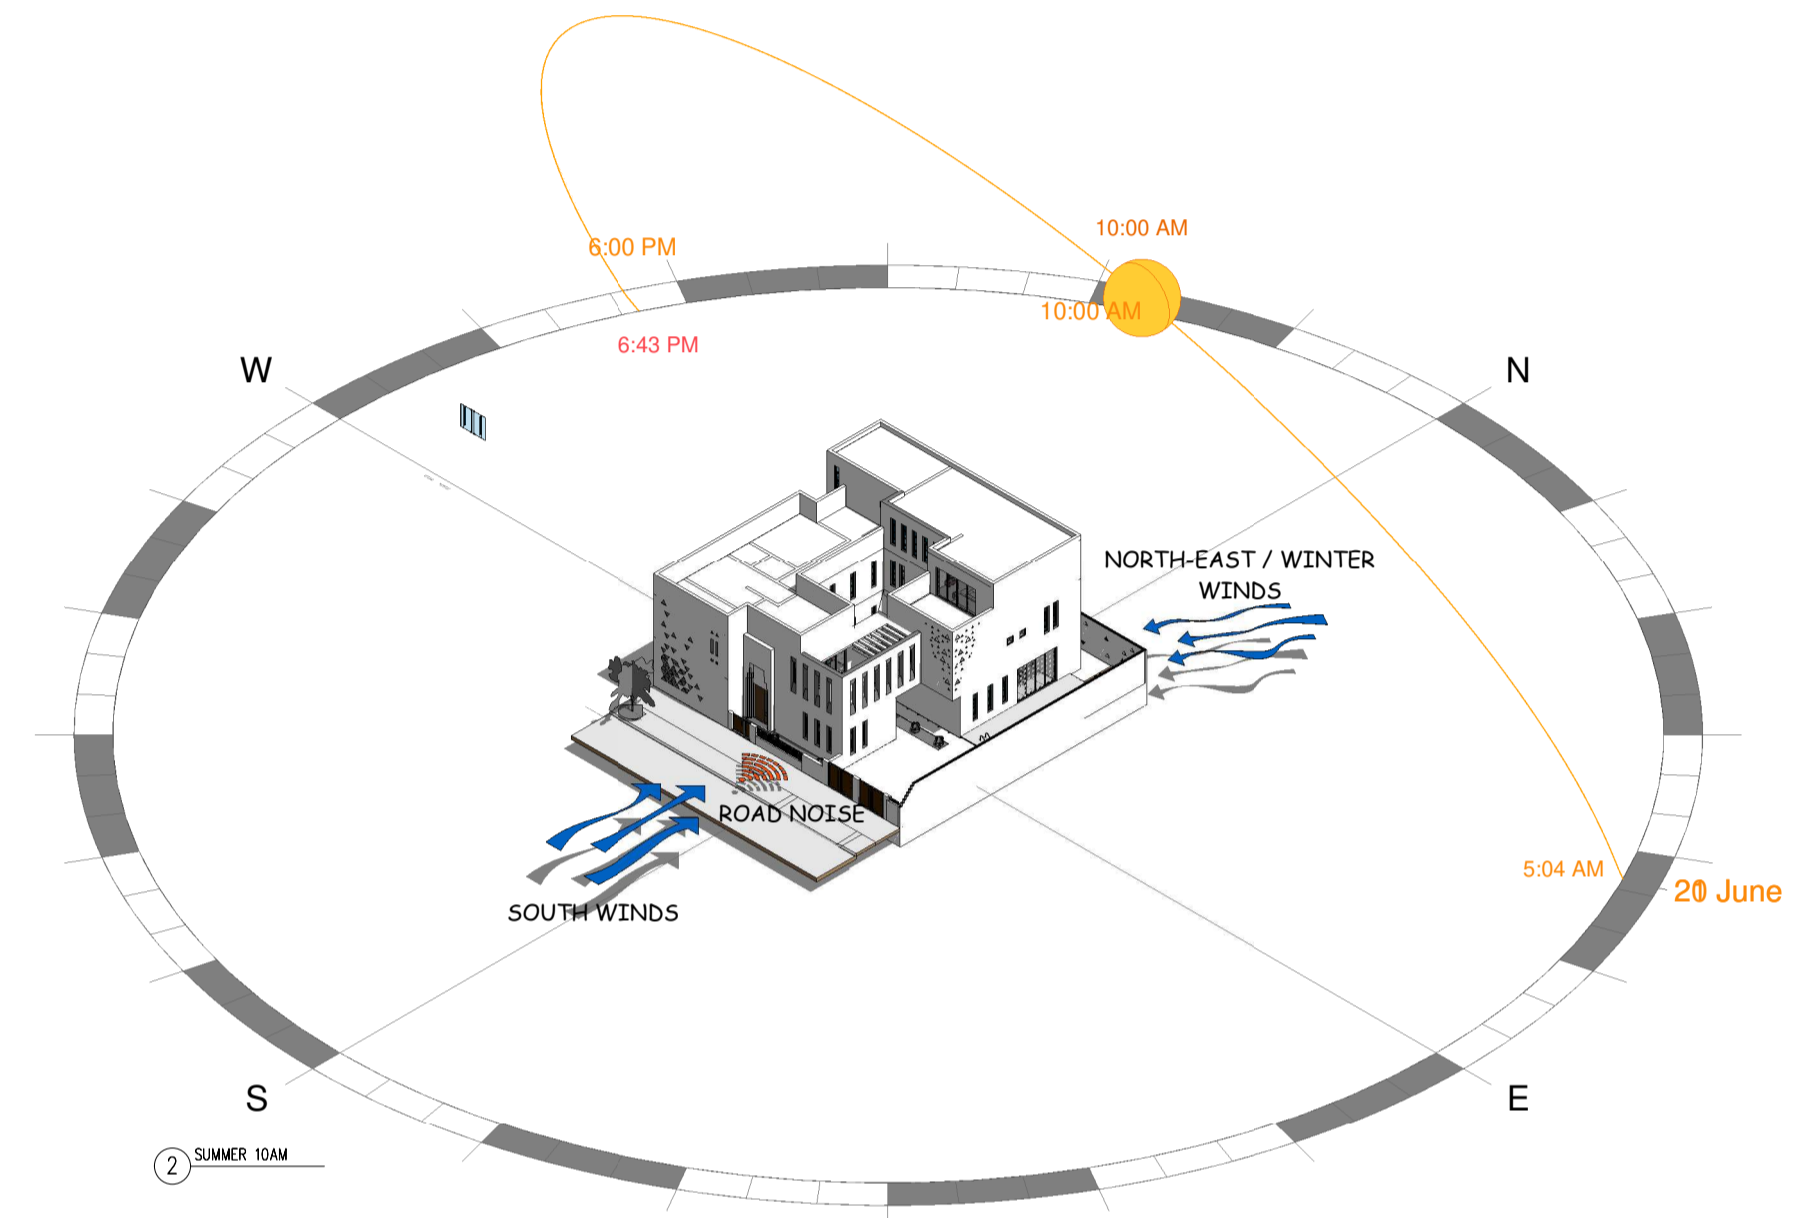 10:00 AM
6:00 PM
10:00 AM
6:43 PM
W
N
NORTH-EAST / WINTER
WINDS
ROAD NOISE
5:04 AM
June
SOUTH WINDS
S
E
2
SUMMER 10AM